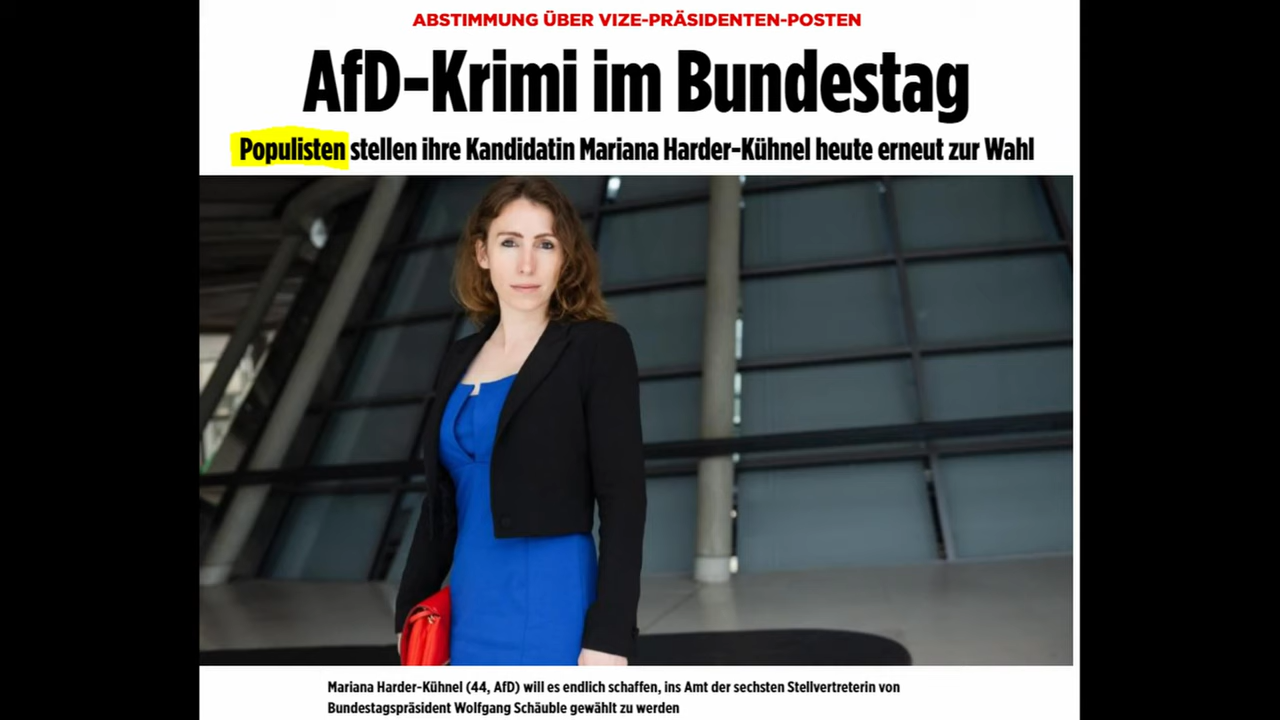 ABSTIMMUNG ÜBER VIZE-PRÄSIDENTEN-POSTEN
AfD-Krimi im Bundestag
Populisten stellen ihre Kandidatin Mariana Harder-Kühnel heute erneut zur Wahl
Mariana Harder-Kühnel (44, AfD) will es endlich schaffen, ins Amt der sechsten Stellvertreterin von
Bundestagspräsident Wolfgang Schäuble gewählt zu werden